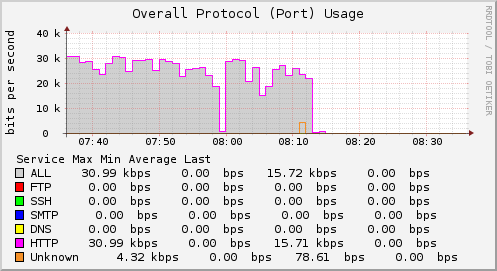 Overall Protocol (Port) Usage
RRDTOOL / TOBI OETIKER
bits per second
40 k
30 k
20 k
10 k
0
07:40 07:50 08:00 08:10 08:20 08:30
Service Max Min Average Last
ALL 30.99 kbps 0.00 bps 15.72 kbps 0.00 bps
FTP 0.00 bps 0.00 bps 0.00 bps 0.00 bps
SSH 0.00 bps 0.00 bps 0.00 bps 0.00 bps
SMTP 0.00 bps 0.00 bps 0.00 bps 0.00 bps
DNS 0.00 bps 0.00 bps 0.00 bps 0.00 bps
HTTP 30.99 kbps 0.00 bps 15.71 kbps 0.00 bps
Unknown 4.32 kbps 0.00 bps 78.61 bps 0.00 bps